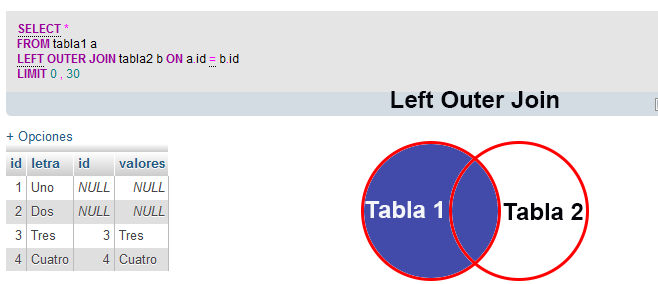 SELECT *
FROM tabla1 a
LEFT OUTER JOIN tabla2 b ON a.id = b.id
LIMIT 0 , 30
Left Outer Join
+ Opciones
id letra id valores
1 Uno NULL NULL
2 Dos NULL NULL
3 Tres 3 Tres
4 Cuatro 4 Cuatro
Tabla 1 Tabla 2